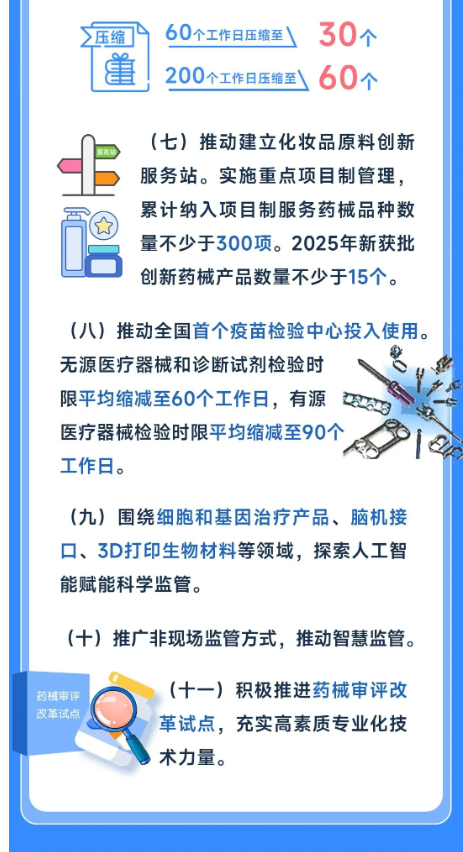 压缩
60个工作日压缩至 30个
200个工作日压缩至 60个
（七）推动建立化妆品原料创新
服务站。实施重点项目制管理，
累计纳入项目制服务药械品种数
量不少于300项。2025年新获批
创新药械产品数量不少于15个。
（八）推动全国首个疫苗检验中心投入使用。
无源医疗器械和诊断试剂检验时
限平均缩减至60个工作日，有源
医疗器械检验时限平均缩减至90个
工作日。
（九）围绕细胞和基因治疗产品、脑机接
口、3D打印生物材料等领域，探索人工智
能赋能科学监管。
（十）推广非现场监管方式，推动智慧监管。
药械审评
改革试点
（十一）积极推进药械审评改
革试点，充实高素质专业化技
术力量。